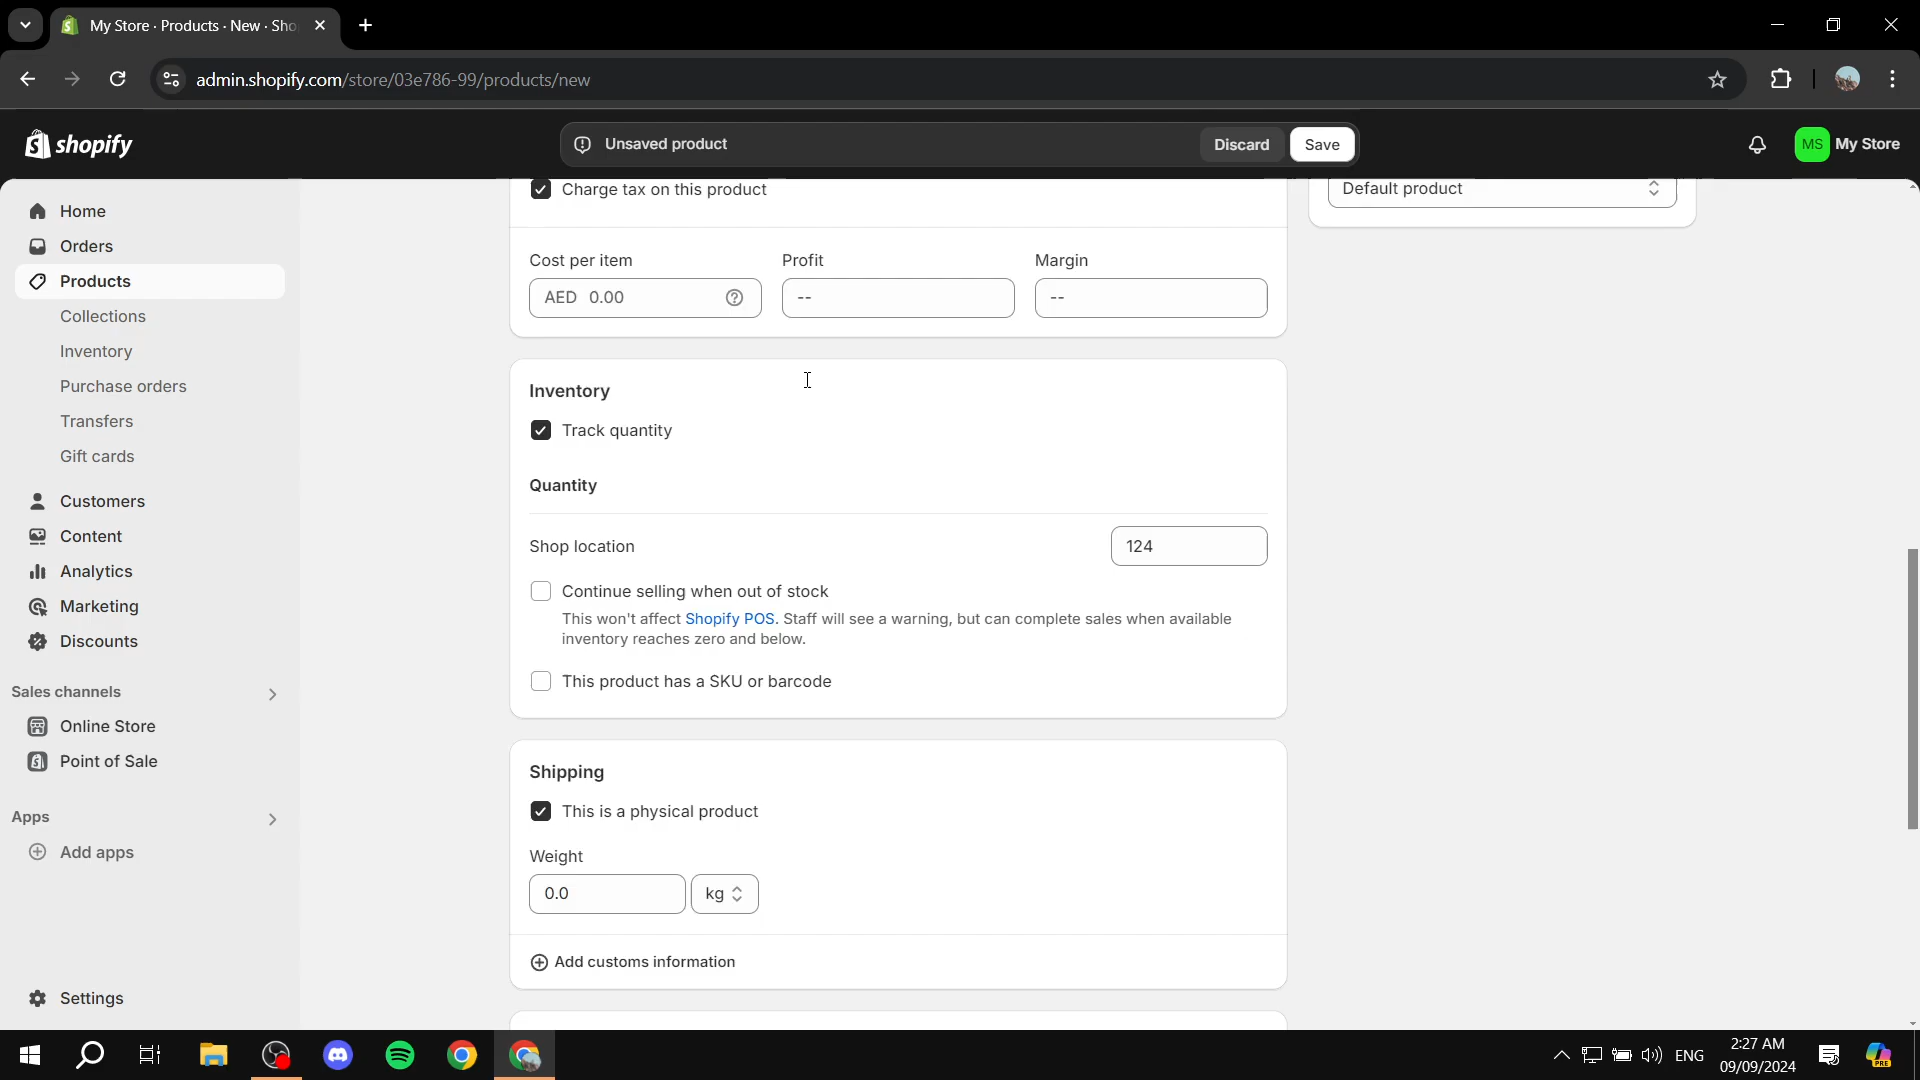 My Store · Products · New · Sho
admin.shopify.com/store/03e786-99/products/new
shopify
Unsaved product
Discard
Save
MS
My Store
Home
Orders
Products
Collections
Inventory
Purchase orders
Transfers
Gift cards
Customers
Content
Analytics
Marketing
Discounts
Sales channels
Online Store
Point of Sale
Apps
Add apps
Settings
Charge tax on this product
Default product
Cost per item
Profit
Margin
AED 0.00
--
--
Inventory
Track quantity
Quantity
Shop location
124
Continue selling when out of stock
This won't affect Shopify POS. Staff will see a warning, but can complete sales when available
inventory reaches zero and below.
This product has a SKU or barcode
Shipping
This is a physical product
Weight
0.0
kg
Add customs information
ENG
2:27 AM
09/09/2024
PRE